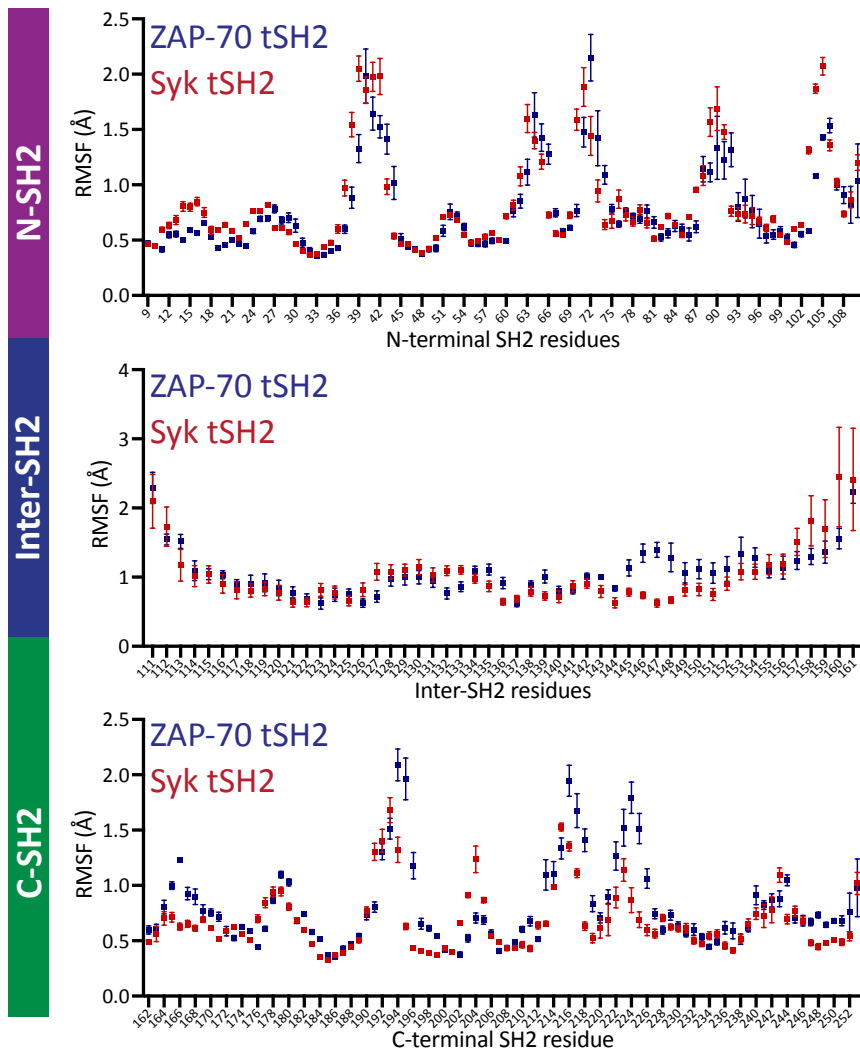 N-SH2
ZAP-70 tSH2
Syk tSH2
RMSF (Å)
2.5
2.0
1.5
1.0
0.5
0.0
9 12 15 18 21 24 27 30 33 36 39 42 45 48 51 54 57 60 63 66 69 72 75 78 81 84 87 90 93 96 99 102 105 108
N-terminal SH2 residues
Inter-SH2
ZAP-70 tSH2
Syk tSH2
RMSF (Å)
4
3
2
1
0
111 112 113 114 115 116 117 118 119 120 121 122 123 124 125 126 127 128 129 130 131 132 133 134 135 136 137 138 139 140 141 142 143 144 145 146 147 148 149 150 151 152 153 154 155 156 157 158 159 160 161
Inter-SH2 residues
C-SH2
ZAP-70 tSH2
Syk tSH2
RMSF (Å)
2.5
2.0
1.5
1.0
0.5
0.0
162 164 166 168 170 172 174 176 178 180 182 184 186 188 190 192 194 196 198 200 202 204 206 208 210 212 214 216 218 220 222 224 226 228 230 232 234 236 238 240 242 244 246 248 250 252
C-terminal SH2 residue